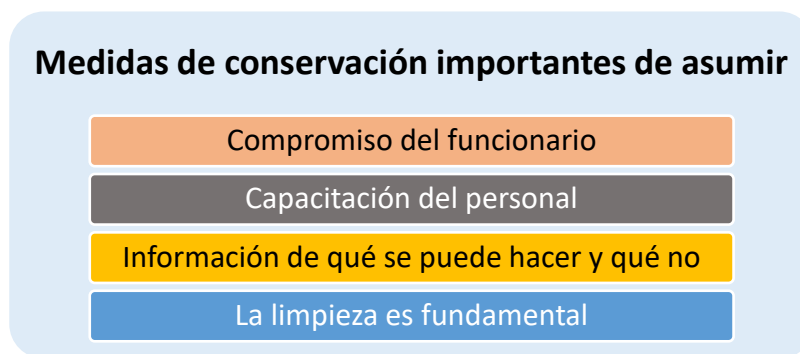 Medidas de conservación importantes de asumir
Compromiso del funcionario
Capacitación del personal
Información de qué se puede hacer y qué no
La limpieza es fundamental